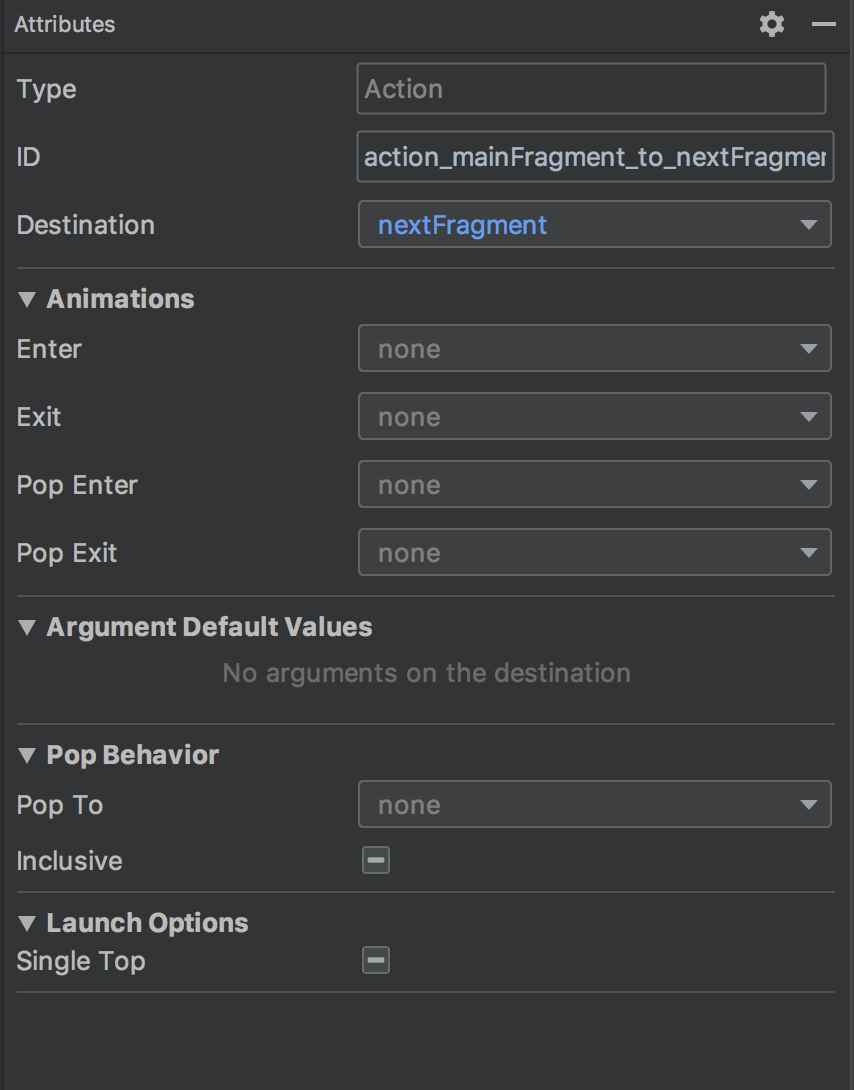 Attributes
Type Action
ID action_mainFragment_to_nextFragmen
Destination nextFragment
Animations
Enter none
Exit none
Pop Enter none
Pop Exit none
Argument Default Values
No arguments on the destination
Pop Behavior
Pop To none
Inclusive
Launch Options
Single Top